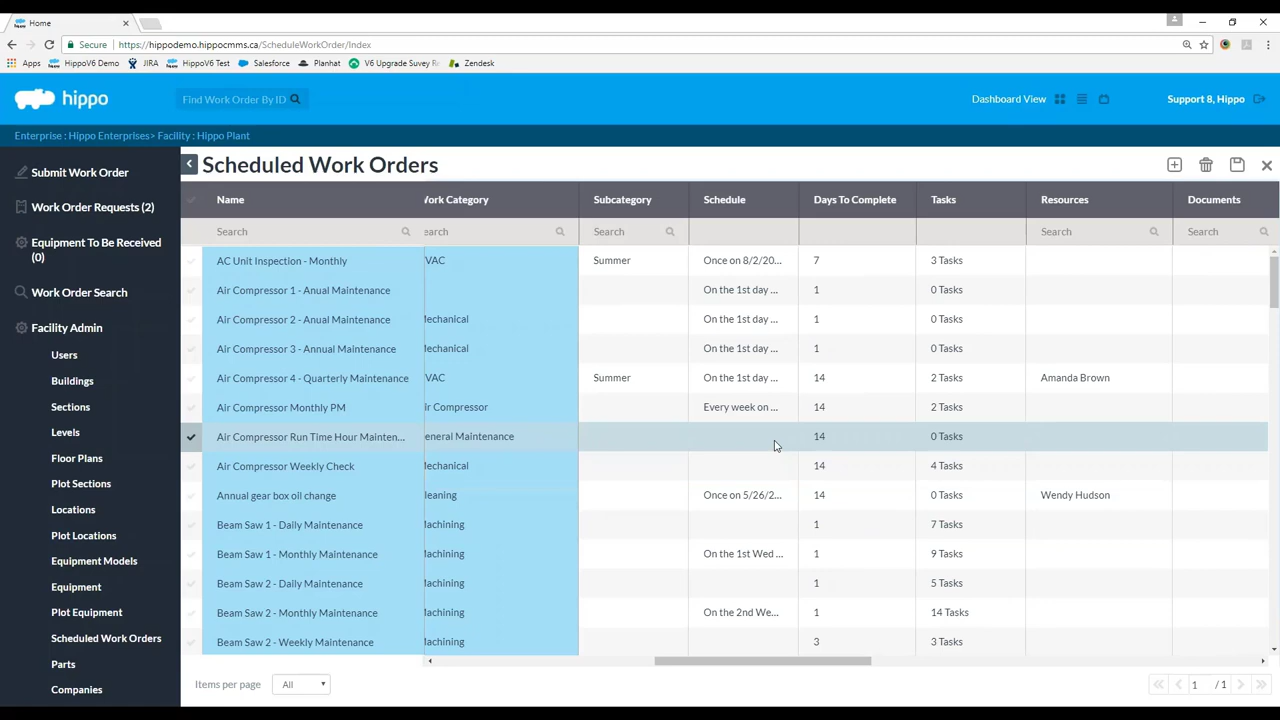 Home
Secure
https://hippodemo.hippocmms.ca/ScheduleWorkOrder/Index
Apps HippoV6 Demo JIRA HippoV6 Test Salesforce Planhat V6 Upgrade Suvey Re Zendesk
hippo
Find Work Order By ID
Dashboard View
Support 8, Hippo
Enterprise : Hippo Enterprises> Facility : Hippo Plant
Submit Work Order
Work Order Requests (2)
Equipment To Be Received
(0)
Work Order Search
Facility Admin
Users
Buildings
Sections
Levels
Floor Plans
Plot Sections
Locations
Plot Locations
Equipment Models
Equipment
Plot Equipment
Scheduled Work Orders
Parts
Companies
Scheduled Work Orders
Name Work Category Subcategory Schedule Days To Complete Tasks Resources Documents
Search earch Search Search Search
AC Unit Inspection - Monthly VAC Summer Once on 8/2/20... 7 3 Tasks
Air Compressor 1 - Anual Maintenance On the 1st day ... 1 0 Tasks
Air Compressor 2 - Anual Maintenance Mechanical On the 1st day ... 1 0 Tasks
Air Compressor 3 - Annual Maintenance Mechanical On the 1st day ... 1 0 Tasks
Air Compressor 4 - Quarterly Maintenance VAC Summer On the 1st day ... 14 2 Tasks Amanda Brown
Air Compressor Monthly PM ir Compressor Every week on ... 14 2 Tasks
Air Compressor Run Time Hour Mainten... eneral Maintenance 14 0 Tasks
Air Compressor Weekly Check Mechanical 14 4 Tasks
Annual gear box oil change leaning Once on 5/26/2... 14 0 Tasks Wendy Hudson
Beam Saw 1 - Daily Maintenance Machining 1 7 Tasks
Beam Saw 1 - Monthly Maintenance Machining On the 1st Wed ... 1 9 Tasks
Beam Saw 2 - Daily Maintenance Machining 1 5 Tasks
Beam Saw 2 - Monthly Maintenance Machining On the 2nd We... 1 14 Tasks
Beam Saw 2 - Weekly Maintenance Machining 3 3 Tasks
Items per page All
1 / 1